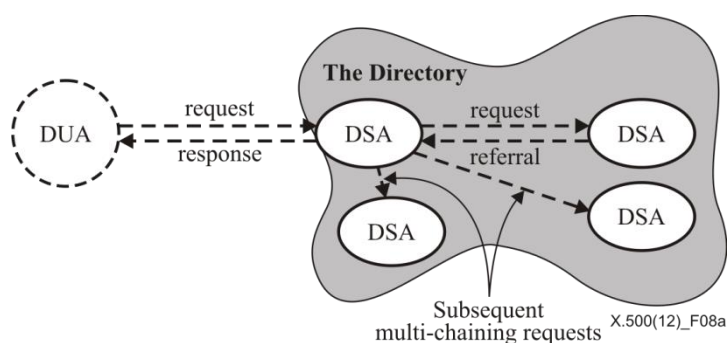 The Directory
request
request
DUA
DSA
DSA
response
referral
DSA
DSA
Subsequent
multi-chaining requests
X.500(12)_F08a